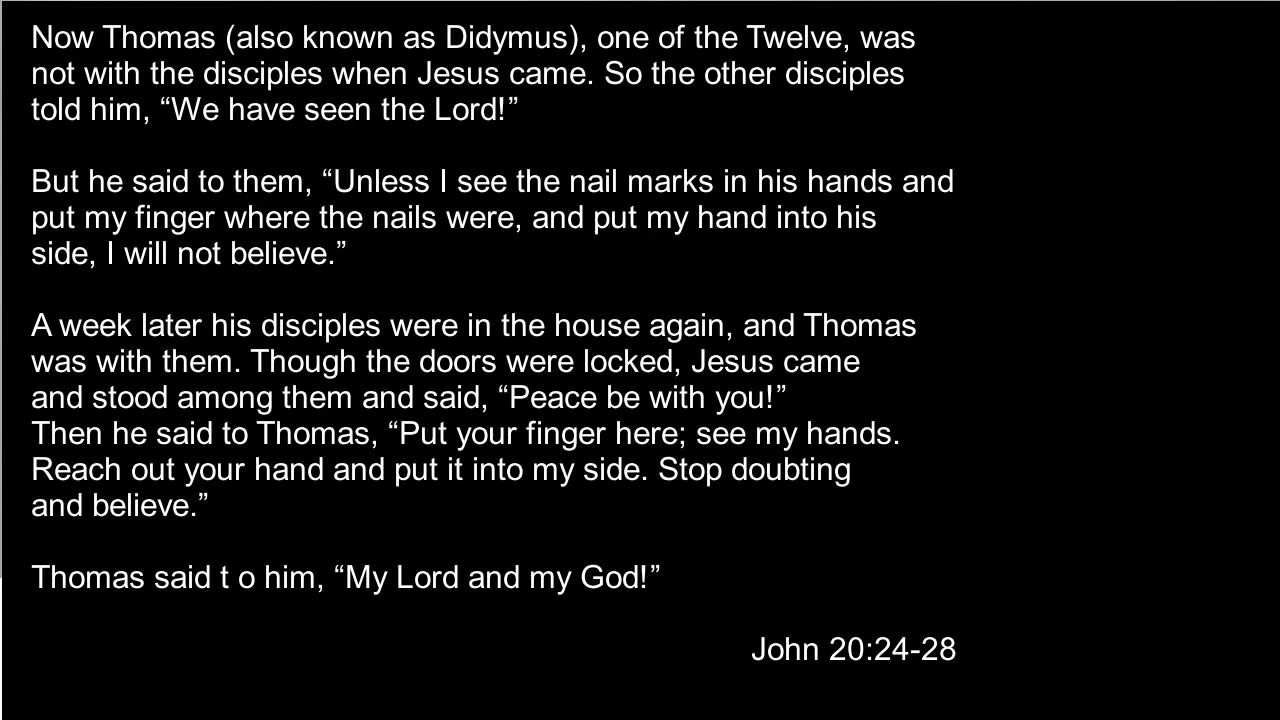 Now Thomas (also known as Didymus), one of the Twelve, was
not with the disciples when Jesus came. So the other disciples
told him, “We have seen the Lord!”
But he said to them, “Unless I see the nail marks in his hands and
put my finger where the nails were, and put my hand into his
side, I will not believe.”
A week later his disciples were in the house again, and Thomas
was with them. Though the doors were locked, Jesus came
and stood among them and said, “Peace be with you!”
Then he said to Thomas, “Put your finger here; see my hands.
Reach out your hand and put it into my side. Stop doubting
and believe.”
Thomas said t o him, “My Lord and my God!”
John 20:24-28